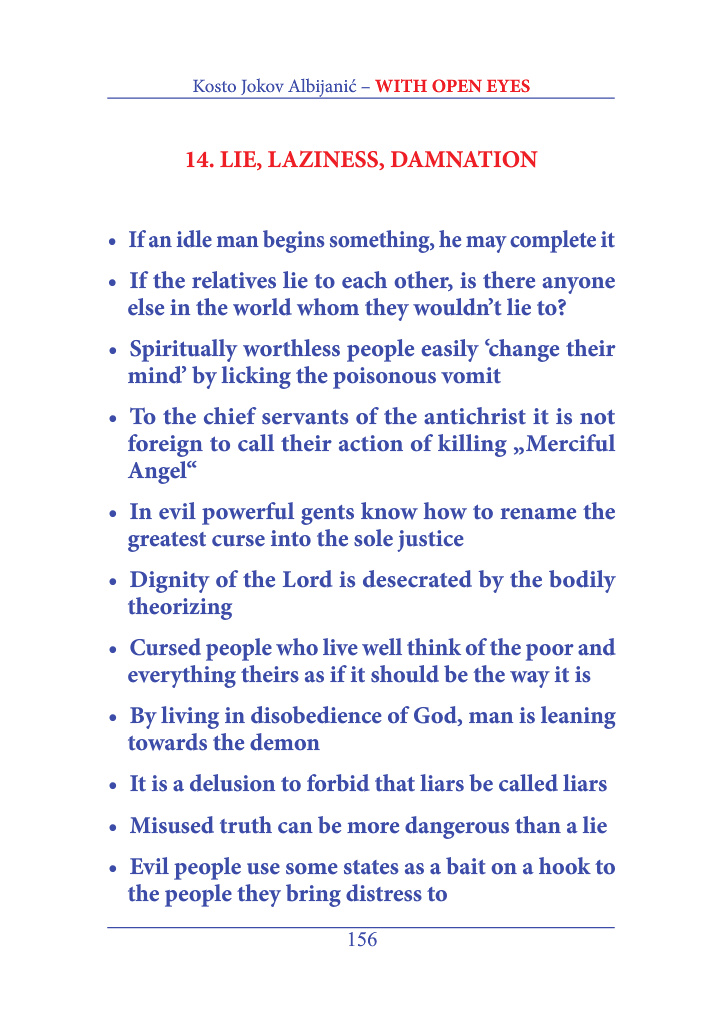 Kosto Jokov Albijanić – WITH OPEN EYES
14. LIE, LAZINESS, DAMNATION
• If an idle man begins something, he may complete it
• If the relatives lie to each other, is there anyone
else in the world whom they wouldn’t lie to?
• Spiritually worthless people easily ‘change their
mind’ by licking the poisonous vomit
• To the chief servants of the antichrist it is not
foreign to call their action of killing „Merciful
Angel“
• In evil powerful gents know how to rename the
greatest curse into the sole justice
• Dignity of the Lord is desecrated by the bodily
theorizing
• Cursed people who live well think of the poor and
everything theirs as if it should be the way it is
• By living in disobedience of God, man is leaning
towards the demon
• It is a delusion to forbid that liars be called liars
• Misused truth can be more dangerous than a lie
• Evil people use some states as a bait on a hook to
the people they bring distress to
156